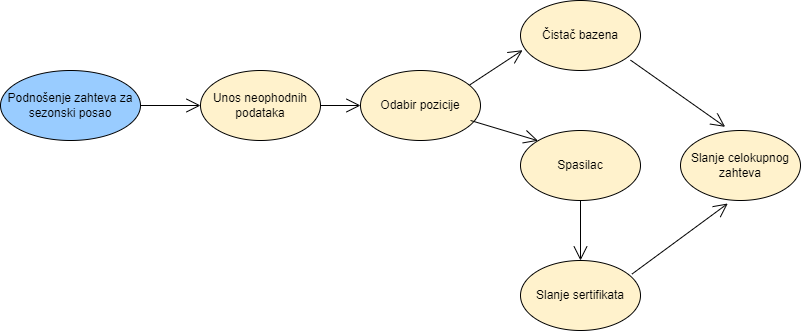 Podnošenje zahteva za
sezonski posao
Unos neophodnih
podataka
Odabir pozicije
Čistač bazena
Spasilac
Slanje sertifikata
Slanje celokupnog
zahteva